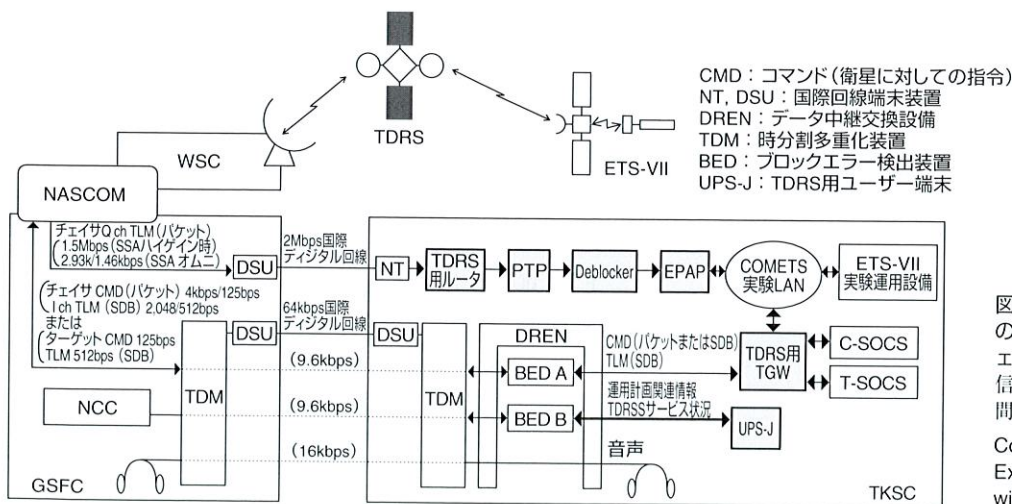 TDRS
WSC
ETS-VII
CMD：コマンド(衛星に対しての指令)
NT, DSU：国際回線端末装置
DREN：データ中継交換設備
TDM：時分割多重化装置
BED：ブロックエラー検出装置
UPS-J：TDRS用ユーザー端末
NASCOM
チェイサQ ch TLM (パケット)
1.5Mbps (SSAハイゲイン時)
2.93k/1.46kbps (SSA オムニ)
DSU
2Mbps国際
ディジタル回線
NT
TDRS
用ルータ
PTP
Deblocker
EPAP
COMETS
実験LAN
ETS-VII
実験運用設備
チェイサ CMD (パケット) 4kbps/125bps
I ch TLM (SDB) 2,048/512bps
または
ターゲット CMD 125bps
TLM 512bps (SDB)
64kbps国際
ディジタル回線
DSU
DSU
TDM
TDM
DREN
BED A
BED B
CMD (パケットまたはSDB)
TLM (SDB)
TDRS用
TGW
C-SOCS
T-SOCS
運用計画関連情報
TDRSSサービス状況
UPS-J
NCC
(9.6kbps)
(9.6kbps)
(16kbps)
音声
GSFC
TKSC
図
の
ェ
信
間
Co
Ex
wi